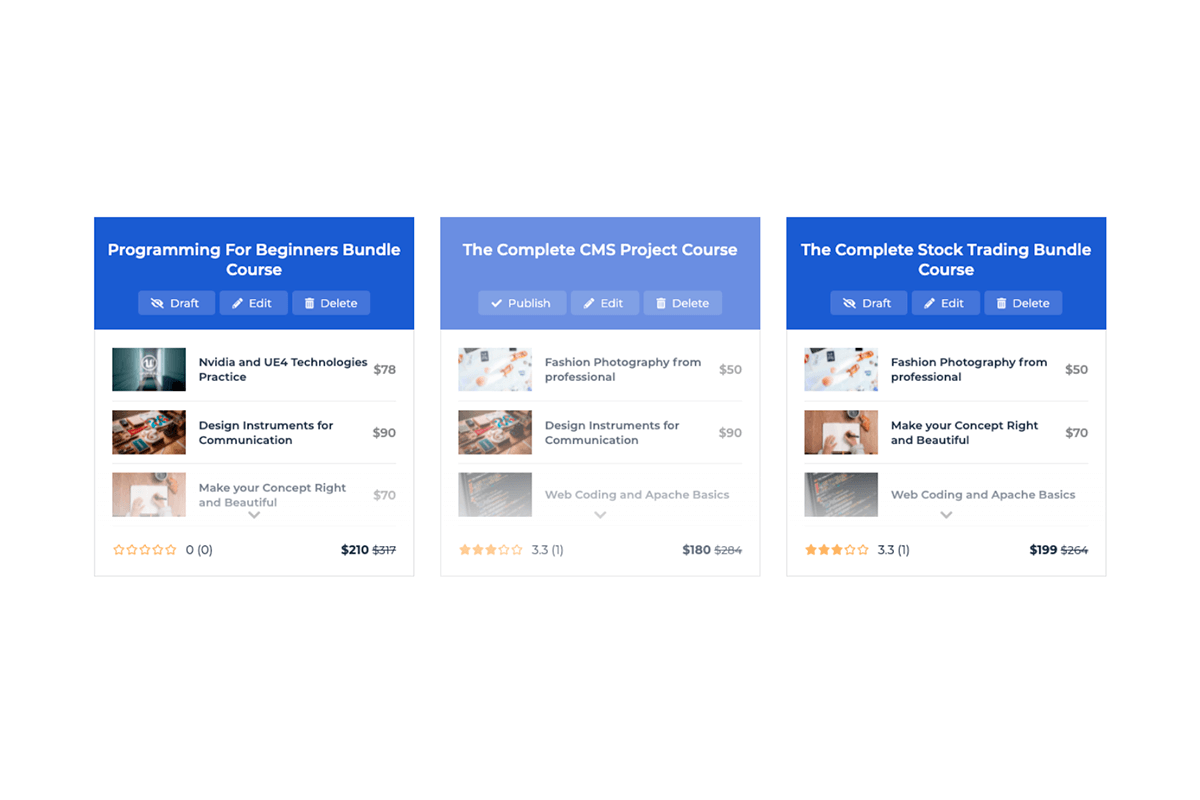 Programming For Beginners Bundle
Course
Draft Edit Delete
Nvidia and UE4 Technologies
Practice
$78
Design Instruments for
Communication
$90
Make your Concept Right
and Beautiful
$70
0 (0)
$210 $317
The Complete CMS Project Course
Publish Edit Delete
Fashion Photography from
professional
$50
Design Instruments for
Communication
$90
Web Coding and Apache Basics
3.3 (1)
$180 $284
The Complete Stock Trading Bundle
Course
Draft Edit Delete
Fashion Photography from
professional
$50
Make your Concept Right
and Beautiful
$70
Web Coding and Apache Basics
3.3 (1)
$199 $264